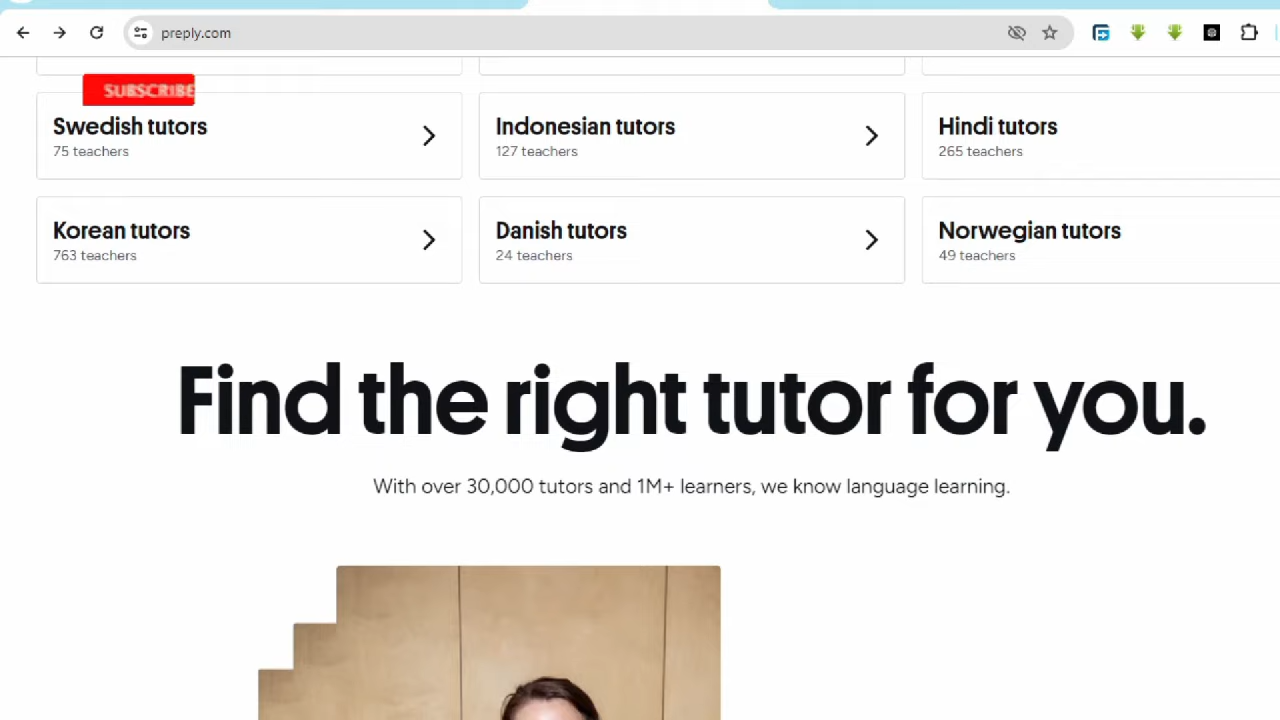 preply.com
SUBSCRIBE
Swedish tutors
75 teachers
Indonesian tutors
127 teachers
Hindi tutors
265 teachers
Korean tutors
763 teachers
Danish tutors
24 teachers
Norwegian tutors
49 teachers
Find the right tutor for you.
With over 30,000 tutors and 1M+ learners, we know language learning.